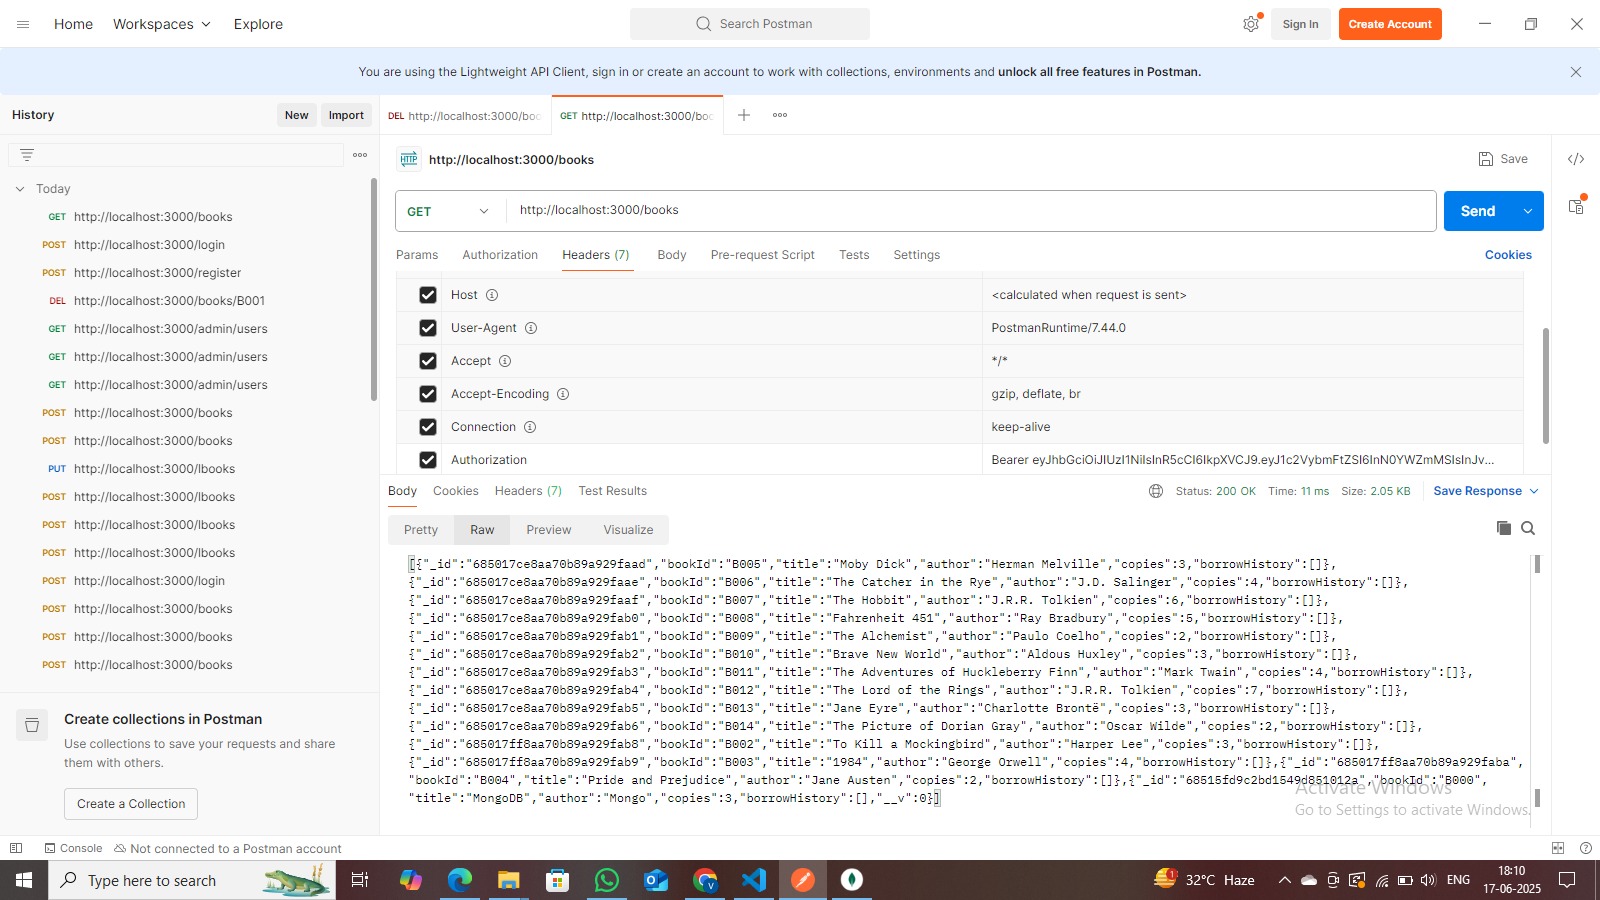 Home Workspaces Explore
Search Postman
Sign In Create Account
You are using the Lightweight API Client, sign in or create an account to work with collections, environments and unlock all free features in Postman.
History New Import
DEL http://localhost:3000/boo GET http://localhost:3000/boo
Today
GET http://localhost:3000/books
POST http://localhost:3000/login
POST http://localhost:3000/register
DEL http://localhost:3000/books/B001
GET http://localhost:3000/admin/users
GET http://localhost:3000/admin/users
GET http://localhost:3000/admin/users
POST http://localhost:3000/books
POST http://localhost:3000/books
PUT http://localhost:3000/lbooks
POST http://localhost:3000/lbooks
POST http://localhost:3000/lbooks
POST http://localhost:3000/lbooks
POST http://localhost:3000/login
POST http://localhost:3000/books
POST http://localhost:3000/books
POST http://localhost:3000/books
Create collections in Postman
Use collections to save your requests and share
them with others.
Create a Collection
HTTP http://localhost:3000/books Save
GET http://localhost:3000/books Send
Params Authorization Headers (7) Body Pre-request Script Tests Settings Cookies
Host <calculated when request is sent>
User-Agent PostmanRuntime/7.44.0
Accept */*
Accept-Encoding gzip, deflate, br
Connection keep-alive
Authorization Bearer eyJhbGciOiJIUzI1NiIsInR5cCI6IkpXVCJ9.eyJ1c2VybmFtZSI6InN0YWZmMSIsInJv...
Body Cookies Headers (7) Test Results Status: 200 OK Time: 11 ms Size: 2.05 KB Save Response
Pretty Raw Preview Visualize
[{"_id":"685017ce8aa70b89a929faad","bookId":"B005","title":"Moby Dick","author":"Herman Melville","copies":3,"borrowHistory":[]},
{"_id":"685017ce8aa70b89a929faae","bookId":"B006","title":"The Catcher in the Rye","author":"J.D. Salinger","copies":4,"borrowHistory":[]},
{"_id":"685017ce8aa70b89a929faaf","bookId":"B007","title":"The Hobbit","author":"J.R.R. Tolkien","copies":6,"borrowHistory":[]},
{"_id":"685017ce8aa70b89a929fab0","bookId":"B008","title":"Fahrenheit 451","author":"Ray Bradbury","copies":5,"borrowHistory":[]},
{"_id":"685017ce8aa70b89a929fab1","bookId":"B009","title":"The Alchemist","author":"Paulo Coelho","copies":2,"borrowHistory":[]},
{"_id":"685017ce8aa70b89a929fab2","bookId":"B010","title":"Brave New World","author":"Aldous Huxley","copies":3,"borrowHistory":[]},
{"_id":"685017ce8aa70b89a929fab3","bookId":"B011","title":"The Adventures of Huckleberry Finn","author":"Mark Twain","copies":4,"borrowHistory":[]},
{"_id":"685017ce8aa70b89a929fab4","bookId":"B012","title":"The Lord of the Rings","author":"J.R.R. Tolkien","copies":7,"borrowHistory":[]},
{"_id":"685017ce8aa70b89a929fab5","bookId":"B013","title":"Jane Eyre","author":"Charlotte Brontë","copies":3,"borrowHistory":[]},
{"_id":"685017ce8aa70b89a929fab6","bookId":"B014","title":"The Picture of Dorian Gray","author":"Oscar Wilde","copies":2,"borrowHistory":[]},
{"_id":"685017ff8aa70b89a929fab8","bookId":"B002","title":"To Kill a Mockingbird","author":"Harper Lee","copies":3,"borrowHistory":[]},
{"_id":"685017ff8aa70b89a929fab9","bookId":"B003","title":"1984","author":"George Orwell","copies":4,"borrowHistory":[]},{"_id":"685017ff8aa70b89a929faba",
"bookId":"B004","title":"Pride and Prejudice","author":"Jane Austen","copies":2,"borrowHistory":[]},{"_id":"68515fd9c2bd1549d851012a","bookId":"B000",
"title":"MongoDB","author":"Mongo","copies":3,"borrowHistory":[],"__v":0}]
Activate Windows
Go to Settings to activate Windows.
Console Not connected to a Postman account
Type here to search
32°C Haze
ENG
18:10
17-06-2025